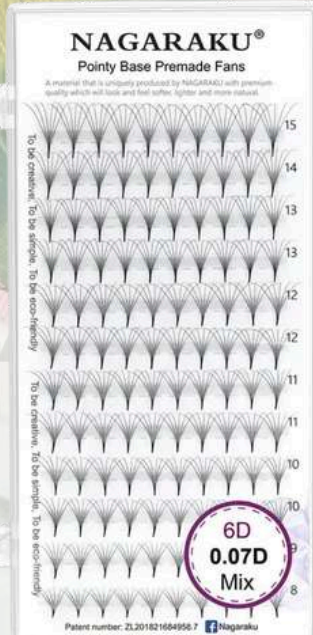 NAGARAKU®
Pointy Base Premade Fans
A material that is uniquely produced by NAGARAKU with premium-
quality which will look and feel softer, lighter and more natural.
15
14
13
13
12
12
11
11
10
10
9
8
To be creative, To be simple, To be eco-friendly
To be creative, To be simple, To be eco-friendly
6D
0.07D
Mix
Patent number: ZL201821684958.7
Nagaraku